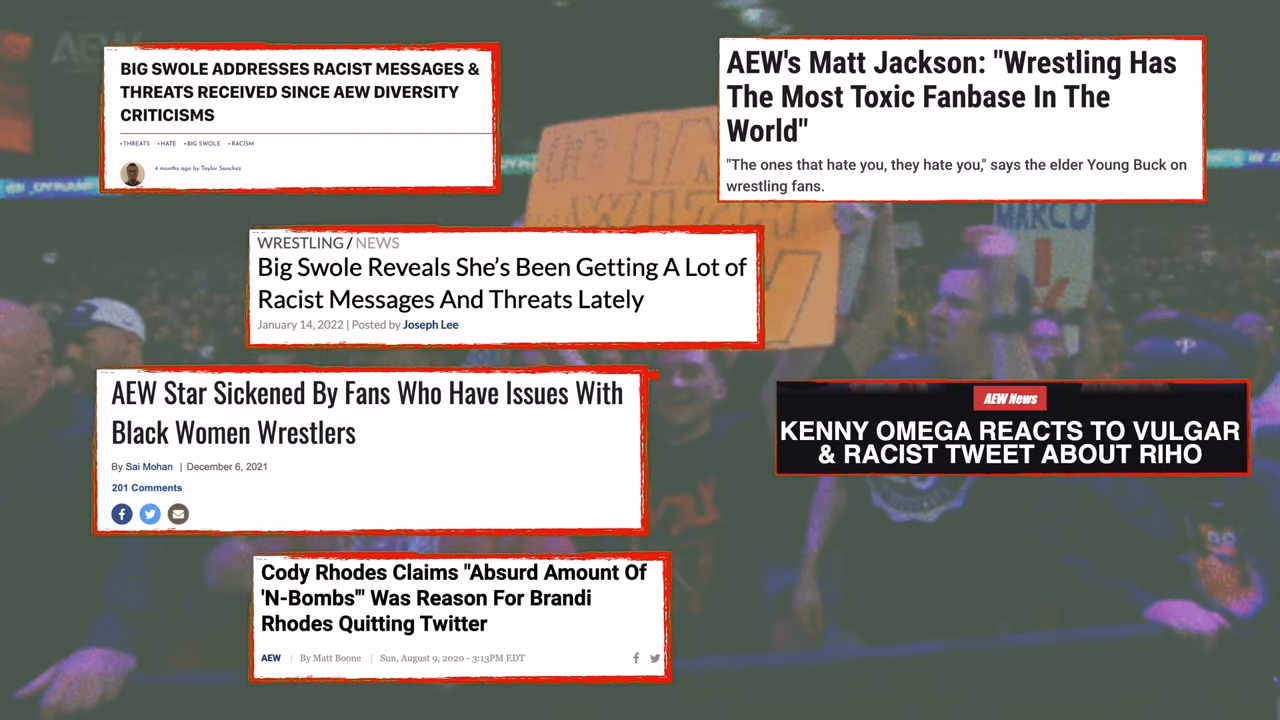 AEW
BIG SWOLE ADDRESSES RACIST MESSAGES &
THREATS RECEIVED SINCE AEW DIVERSITY
CRITICISMS
•THREATS •HATE •BIG SWOLE •RACISM
4 months ago by Taylor Sanchez
AEW's Matt Jackson: "Wrestling Has
The Most Toxic Fanbase In The
World"
"The ones that hate you, they hate you," says the elder Young Buck on
wrestling fans.
WRESTLING / NEWS
Big Swole Reveals She's Been Getting A Lot of
Racist Messages And Threats Lately
January 14, 2022 | Posted by Joseph Lee
MARCO
AEW Star Sickened By Fans Who Have Issues With
Black Women Wrestlers
By Sai Mohan | December 6, 2021
201 Comments
AEW News
KENNY OMEGA REACTS TO VULGAR
& RACIST TWEET ABOUT RIHO
Cody Rhodes Claims "Absurd Amount Of
'N-Bombs'" Was Reason For Brandi
Rhodes Quitting Twitter
AEW | By Matt Boone | Sun, August 9, 2020 - 3:13PM EDT